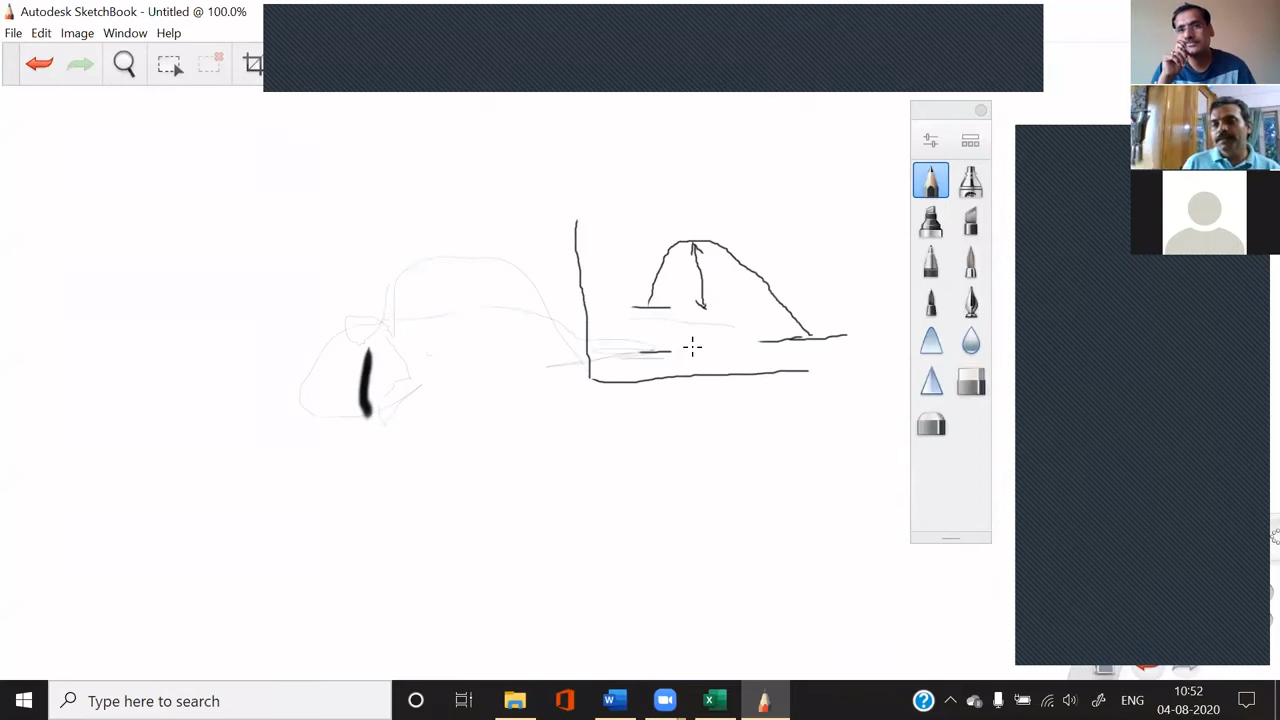 Autodesk SketchBook - Untitled @ 100.0%
File Edit Image Window Help
Type here to search
ENG
10:52
04-08-2020